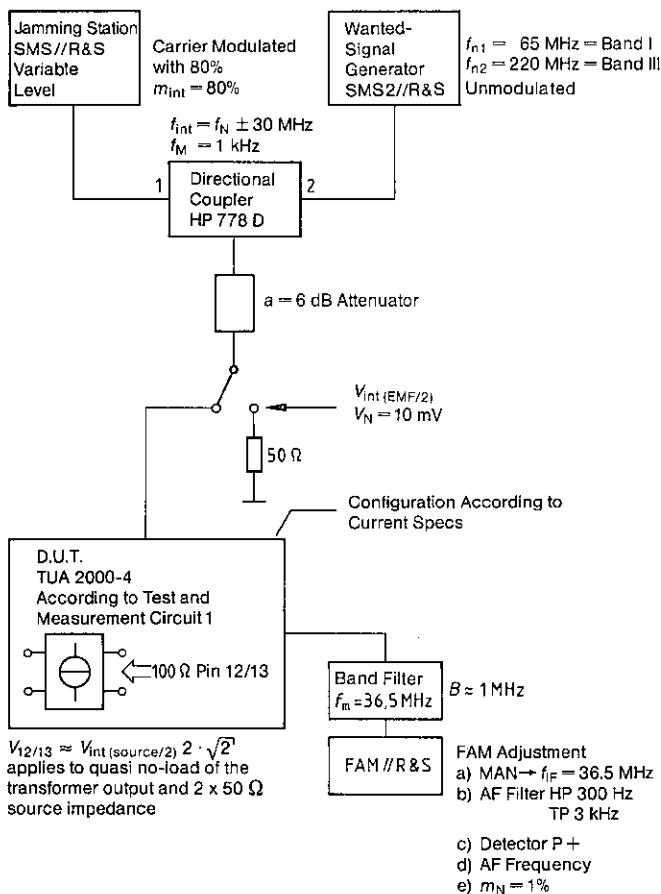 Jamming Station
SMS//R&S
Variable
Level
Carrier Modulated
with 80%
m_int = 80%
Wanted-
Signal
Generator
SMS2//R&S
f_n1 = 65 MHz = Band I
f_n2 = 220 MHz = Band III
Unmodulated
f_int = f_N ± 30 MHz
f_M = 1 kHz
1
Directional
Coupler
HP 778 D
2
a = 6 dB Attenuator
V_int (EMF/2)
V_N = 10 mV
50 Ω
Configuration According to
Current Specs
D.U.T.
TUA 2000-4
According to Test and
Measurement Circuit 1
100 Ω Pin 12/13
Band Filter
f_m = 36,5 MHz
B ≈ 1 MHz
V_12/13 ≈ V_int (source/2) 2 · √2
applies to quasi no-load of the
transformer output and 2 x 50 Ω
source impedance
FAM//R&S
FAM Adjustment
a) MAN → f_IF = 36.5 MHz
b) AF Filter HP 300 Hz
TP 3 kHz
c) Detector P +
d) AF Frequency
e) m_N = 1%